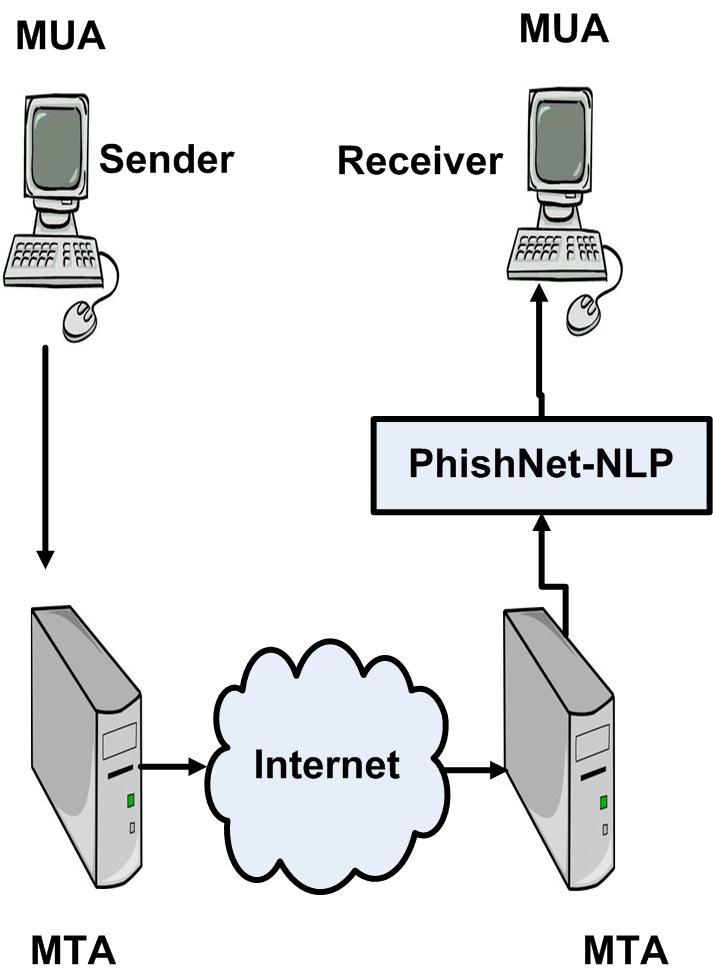 MUA
MUA
Sender
Receiver
PhishNet-NLP
Internet
MTA
MTA